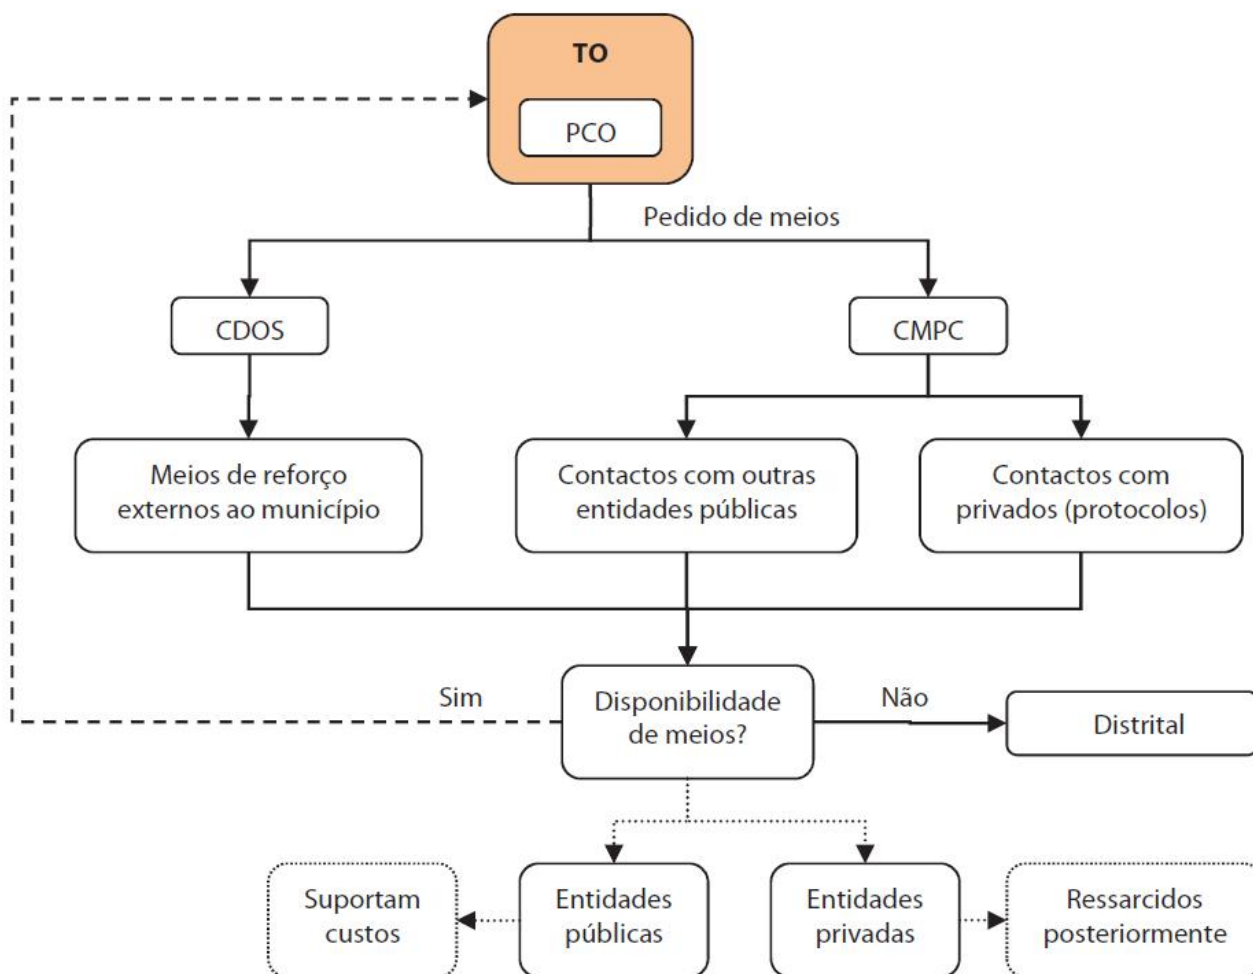 TO
PCO
Pedido de meios
CDOS
CMPC
Meios de reforço
externos ao município
Contactos com outras
entidades públicas
Contactos com
privados (protocolos)
Sim
Disponibilidade
de meios?
Não
Distrital
Suportam
custos
Entidades
públicas
Entidades
privadas
Ressarcidos
posteriormente